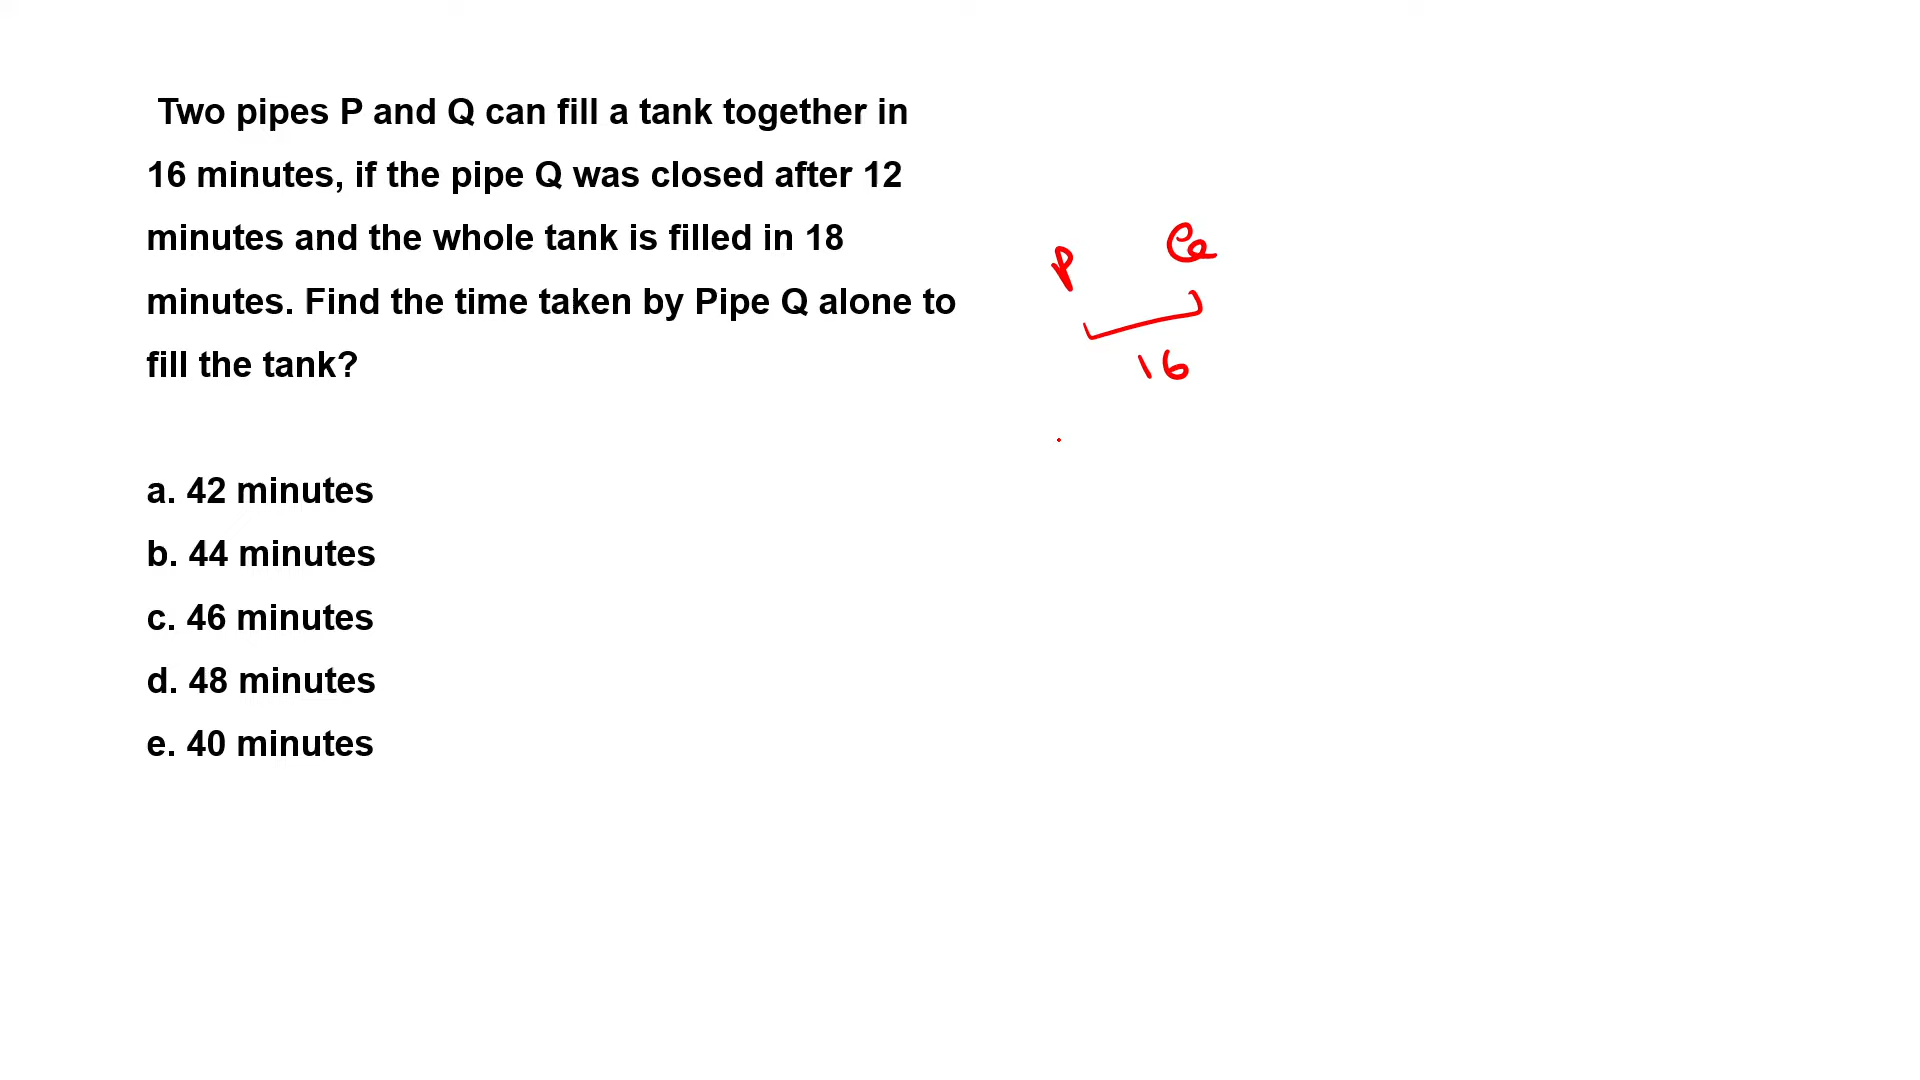 Two pipes P and Q can fill a tank together in
16 minutes, if the pipe Q was closed after 12
minutes and the whole tank is filled in 18
minutes. Find the time taken by Pipe Q alone to
fill the tank?
a. 42 minutes
b. 44 minutes
c. 46 minutes
d. 48 minutes
e. 40 minutes
P Q
16